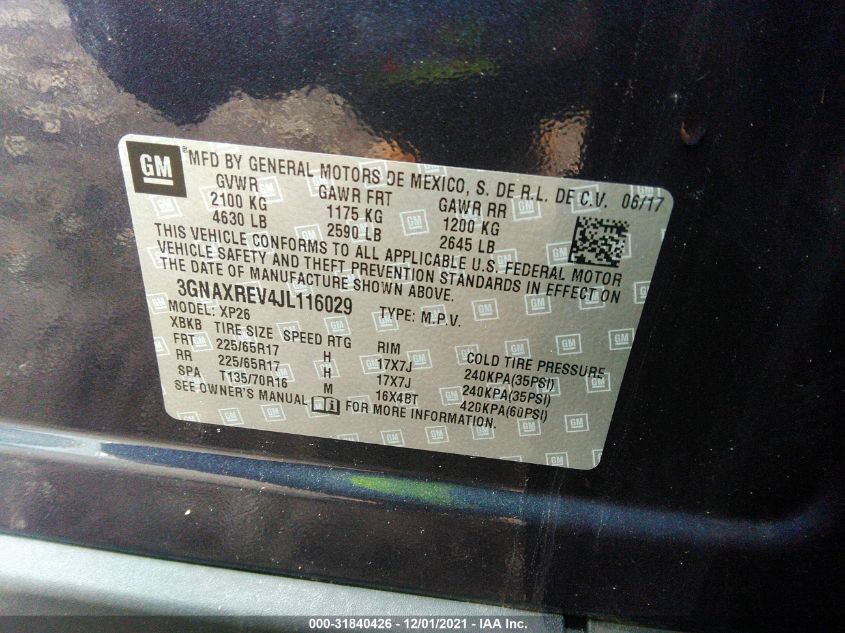 GM ® MFD BY GENERAL MOTORS DE MEXICO, S. DE R.L. DE C.V. 06/17
GVWR GAWR FRT GAWR RR
2100 KG 1175 KG 1200 KG
4630 LB 2590 LB 2645 LB
THIS VEHICLE CONFORMS TO ALL APPLICABLE U.S. FEDERAL MOTOR
VEHICLE SAFETY AND THEFT PREVENTION STANDARDS IN EFFECT ON
THE DATE OF MANUFACTURE SHOWN ABOVE.
3GNAXREV4JL116029 TYPE: M.P.V.
MODEL: XP26
XBKB TIRE SIZE SPEED RTG RIM COLD TIRE PRESSURE
FRT 225/65R17 H 17X7J 240KPA(35PSI)
RR 225/65R17 H 17X7J 240KPA(35PSI)
SPA T135/70R16 M 16X4BT 420KPA(60PSI)
SEE OWNER'S MANUAL FOR MORE INFORMATION.
000-31840426 - 12/01/2021 - IAA Inc.